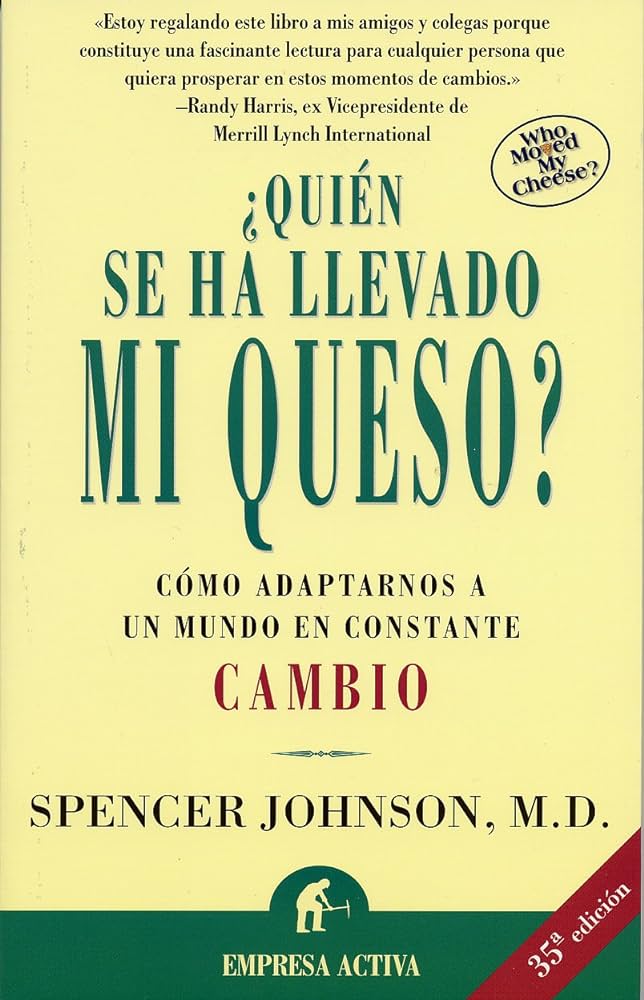 «Estoy regalando este libro a mis amigos y colegas porque
constituye una fascinante lectura para cualquier persona que
quiera prosperar en estos momentos de cambios.»
–Randy Harris, ex Vicepresidente de
Merrill Lynch International
Who
Moved
My
Cheese?
¿QUIÉN
SE HA LLEVADO
MI QUESO?
CÓMO ADAPTARNOS A
UN MUNDO EN CONSTANTE
CAMBIO
SPENCER JOHNSON, M.D.
35ª edición
EMPRESA ACTIVA